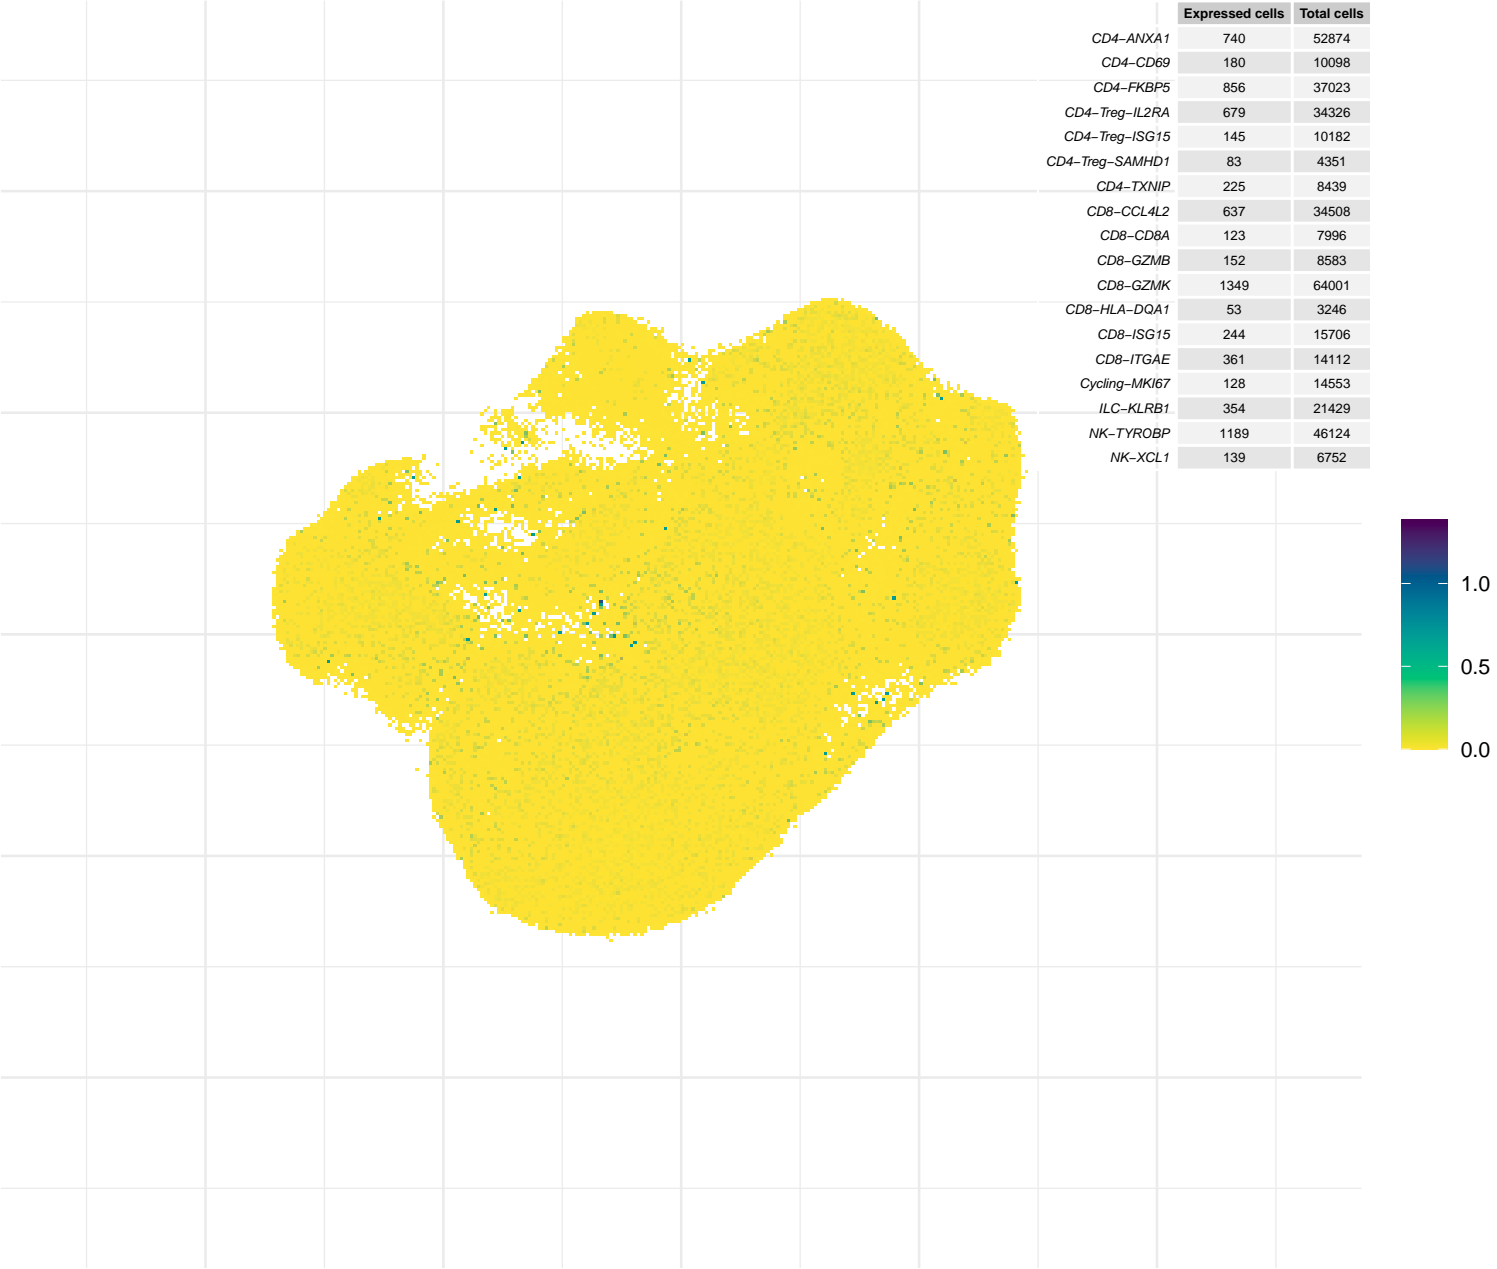 Expressed cells Total cells
CD4−ANXA1 740 52874
CD4−CD69 180 10098
CD4−FKBP5 856 37023
CD4−Treg−IL2RA 679 34326
CD4−Treg−ISG15 145 10182
CD4−Treg−SAMHD1 83 4351
CD4−TXNIP 225 8439
CD8−CCL4L2 637 34508
CD8−CD8A 123 7996
CD8−GZMB 152 8583
CD8−GZMK 1349 64001
CD8−HLA−DQA1 53 3246
CD8−ISG15 244 15706
CD8−ITGAE 361 14112
Cycling−MKI67 128 14553
ILC−KLRB1 354 21429
NK−TYROBP 1189 46124
NK−XCL1 139 6752
1.0
0.5
0.0